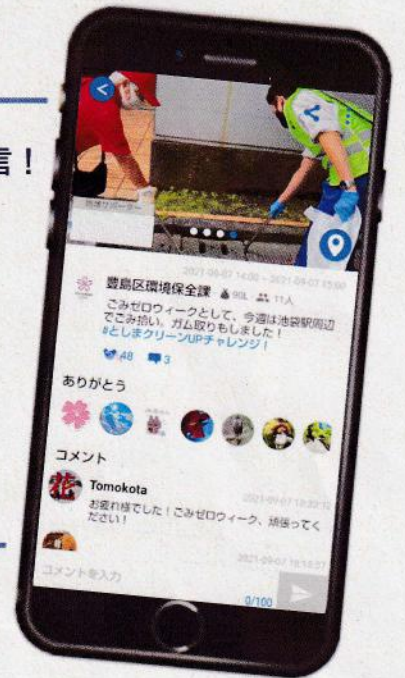 信！
2021-09-07 14:00 ~ 2021-09-07 15:00
豊島区環境保全課 90L 11人
ごみゼロウィークとして、今週は池袋駅周辺
でごみ拾い。ガム取りもしました！
#としまクリーンUPチャレンジ！
48 3
ありがとう
コメント
Tomokota
お疲れ様でした！ごみゼロウィーク、頑張ってく
ださい！
コメントを入力
0/100